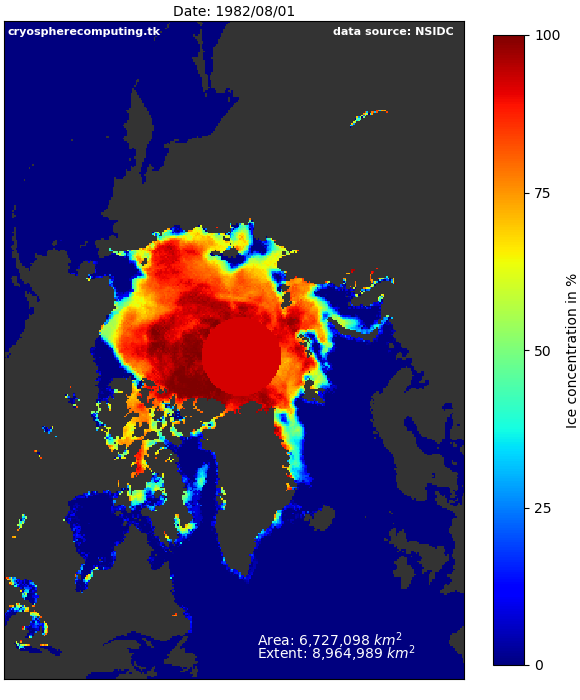 Date: 1982/08/01
cryospherecomputing.tk
data source: NSIDC
100
75
50
25
0
Ice concentration in %
Area: 6,727,098 km²
Extent: 8,964,989 km²